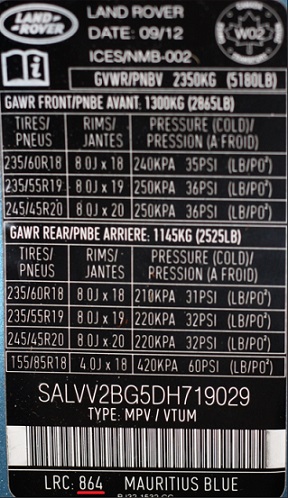 LAND ROVER
LAND ROVER
DATE: 09/12
ICES/NMB-002
W02
GVWR/PNBV 2350KG (5180LB)
GAWR FRONT/PNBE AVANT: 1300KG (2865LB)
TIRES/ RIMS/ PRESSURE (COLD)/
PNEUS JANTES PRESSION (A FROID)
235/60R18 8.0J x 18 240KPA 35PSI (LB/PO²)
235/55R19 8.0J x 19 250KPA 36PSI (LB/PO²)
245/45R20 8.0J x 20 250KPA 36PSI (LB/PO²)
GAWR REAR/PNBE ARRIERE: 1145KG (2525LB)
TIRES/ RIMS/ PRESSURE (COLD)/
PNEUS JANTES PRESSION (A FROID)
235/60R18 8.0J x 18 210KPA 31PSI (LB/PO²)
235/55R19 8.0J x 19 220KPA 32PSI (LB/PO²)
245/45R20 8.0J x 20 220KPA 32PSI (LB/PO²)
155/85R18 4.0J x 18 420KPA 60PSI (LB/PO²)
SALVV2BG5DH719029
TYPE: MPV / VTUM
LRC: 864 MAURITIUS BLUE